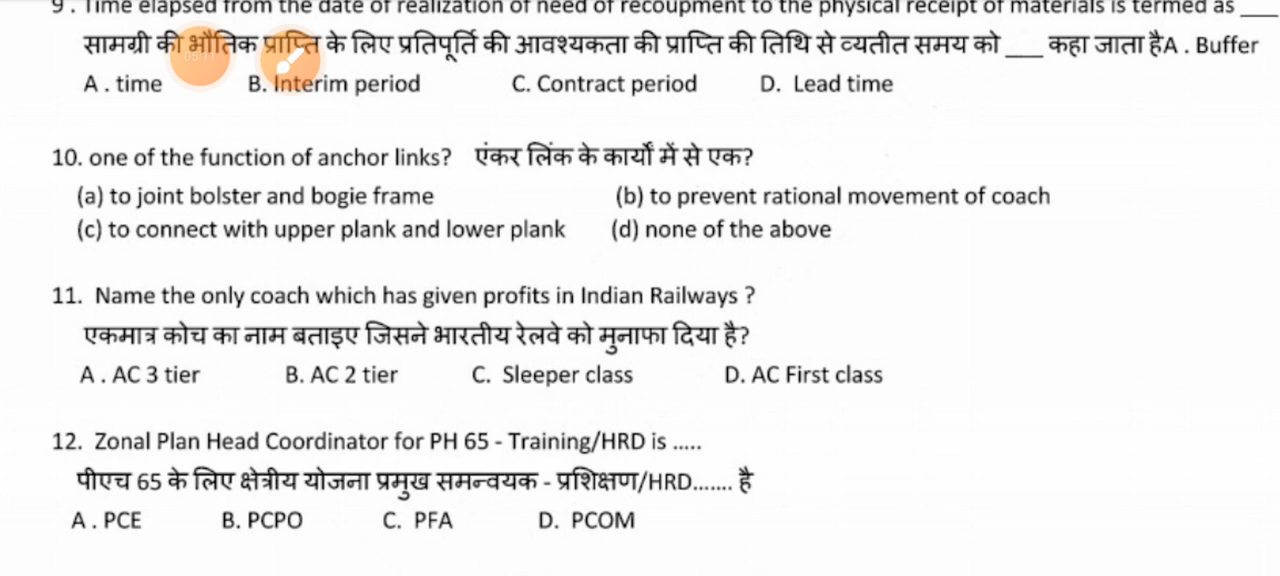 9. Time elapsed from the date of realization of need of recoupment to the physical receipt of materials is termed as ___
सामग्री की भौतिक प्राप्ति के लिए प्रतिपूर्ति की आवश्यकता की प्राप्ति की तिथि से व्यतीत समय को ___ कहा जाता हैA . Buffer
A . time B. Interim period C. Contract period D. Lead time
10. one of the function of anchor links? एंकर लिंक के कार्यों में से एक?
(a) to joint bolster and bogie frame (b) to prevent rational movement of coach
(c) to connect with upper plank and lower plank (d) none of the above
11. Name the only coach which has given profits in Indian Railways ?
एकमात्र कोच का नाम बताइए जिसने भारतीय रेलवे को मुनाफा दिया है?
A . AC 3 tier B. AC 2 tier C. Sleeper class D. AC First class
12. Zonal Plan Head Coordinator for PH 65 - Training/HRD is .....
पीएच 65 के लिए क्षेत्रीय योजना प्रमुख समन्वयक - प्रशिक्षण/HRD....... है
A . PCE B. PCPO C. PFA D. PCOM